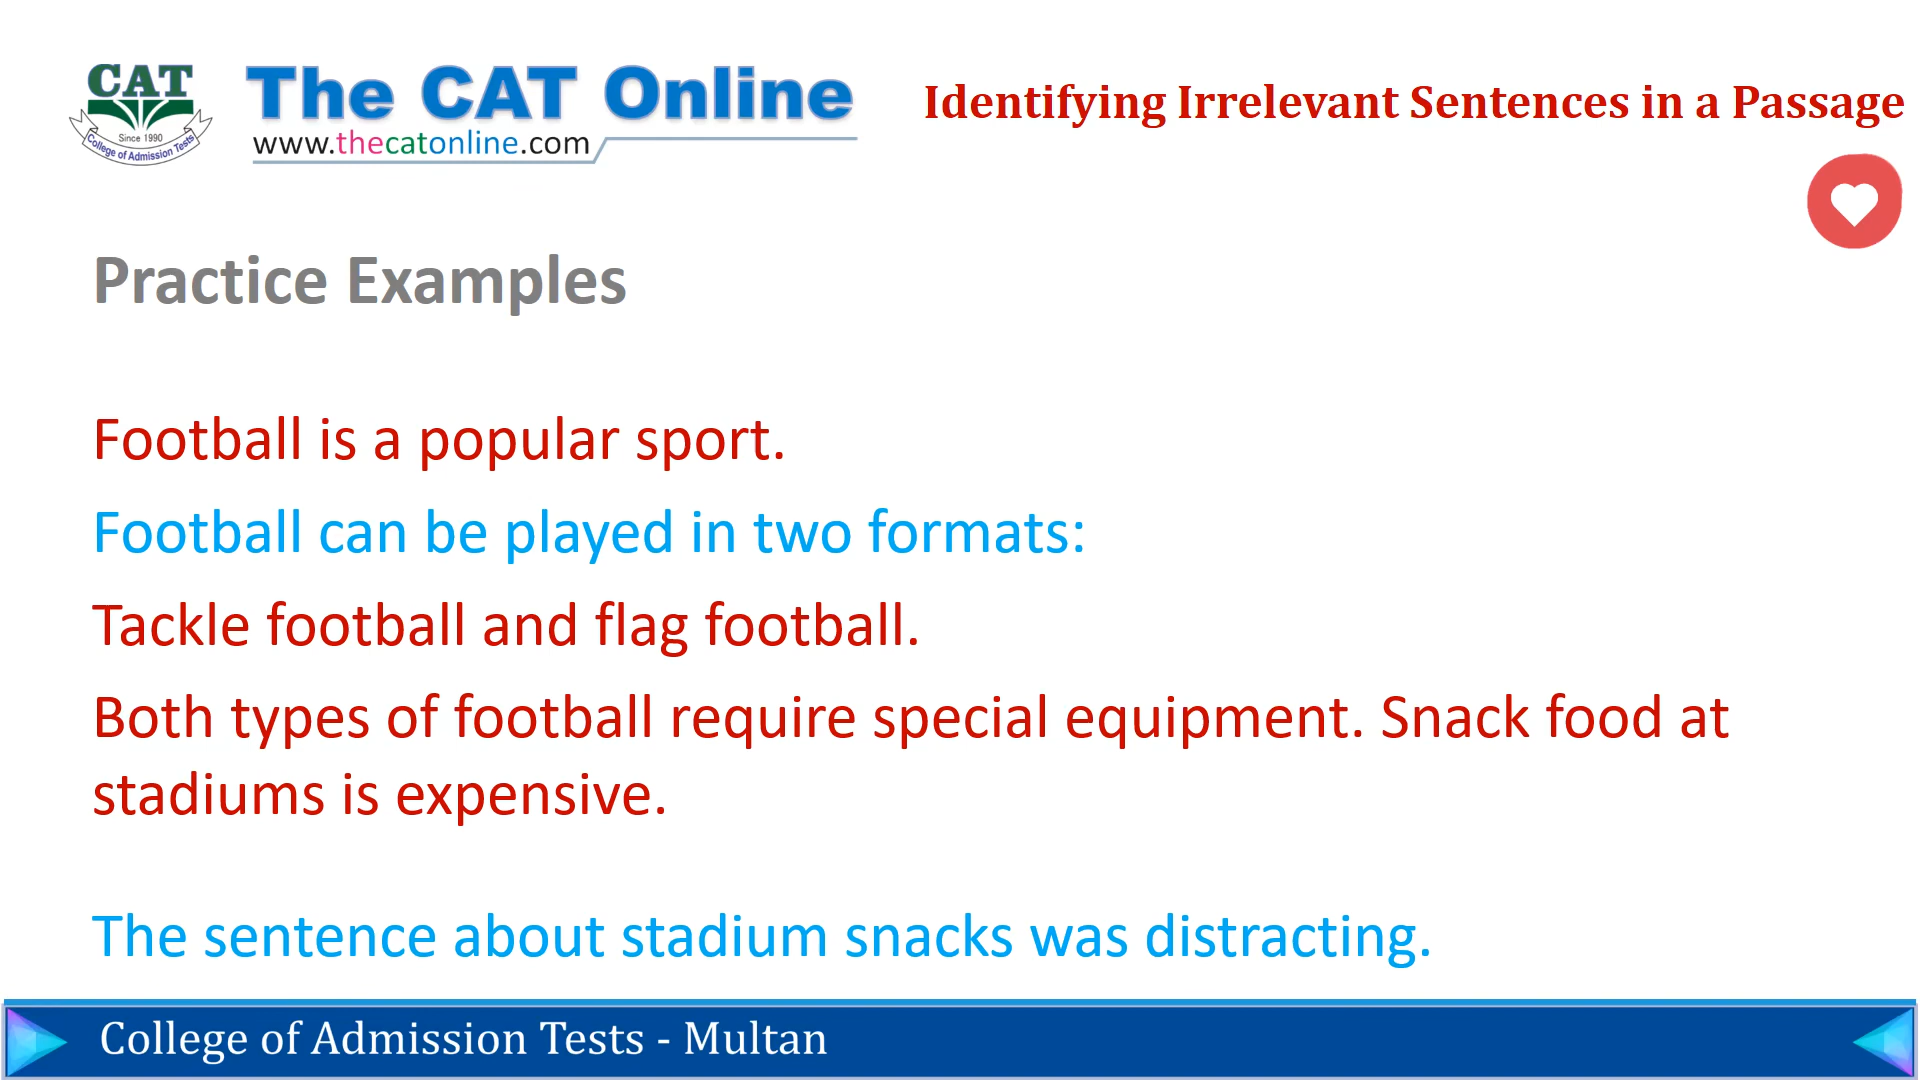 CAT
Since 1990
College of Admission Tests
The CAT Online
www.thecatonline.com
Identifying Irrelevant Sentences in a Passage
Practice Examples
Football is a popular sport.
Football can be played in two formats:
Tackle football and flag football.
Both types of football require special equipment. Snack food at
stadiums is expensive.
The sentence about stadium snacks was distracting.
College of Admission Tests - Multan